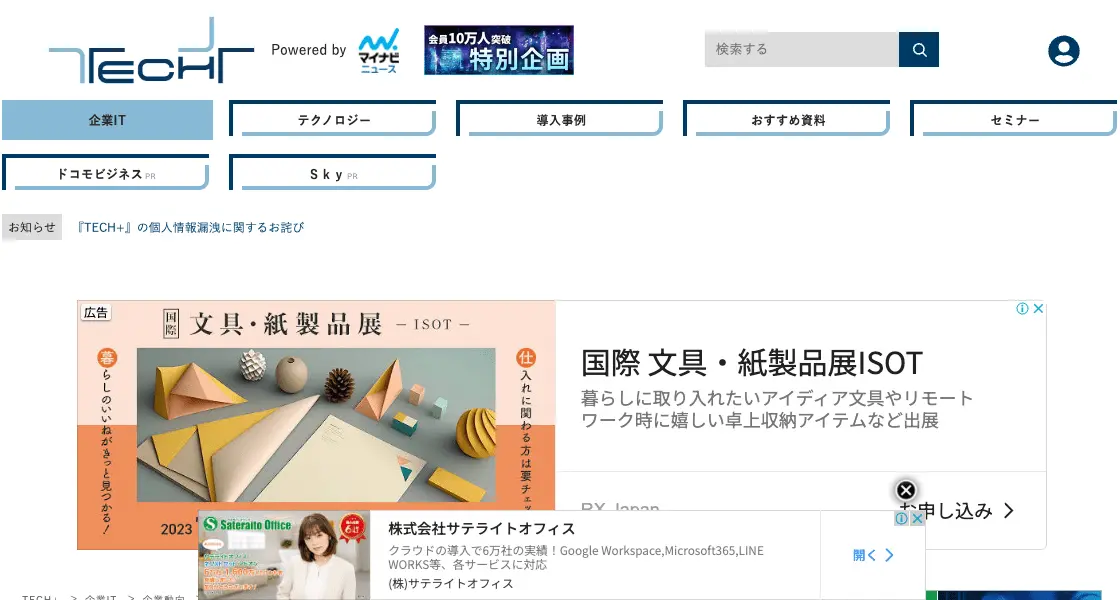 TECH+
Powered by
マイナビ
ニュース
会員10万人突破
特別企画
検索する
企業IT
テクノロジー
導入事例
おすすめ資料
セミナー
ドコモビジネス PR
Sky PR
お知らせ
『TECH+』の個人情報漏洩に関するお詫び
広告
国際 文具・紙製品展 －ISOT－
暮らしのいいねがきっと見つかる！
仕入れに関わる方は要チェッ
2023
国際 文具・紙製品展ISOT
暮らしに取り入れたいアイディア文具やリモート
ワーク時に嬉しい卓上収納アイテムなど出展
RX Japan
お申し込み
Sateraito Office
株式会社サテライトオフィス
クラウドの導入で6万社の実績！Google Workspace,Microsoft365,LINE
WORKS等、各サービスに対応
(株)サテライトオフィス
開く
TECH+ > 企業IT > 企業動向